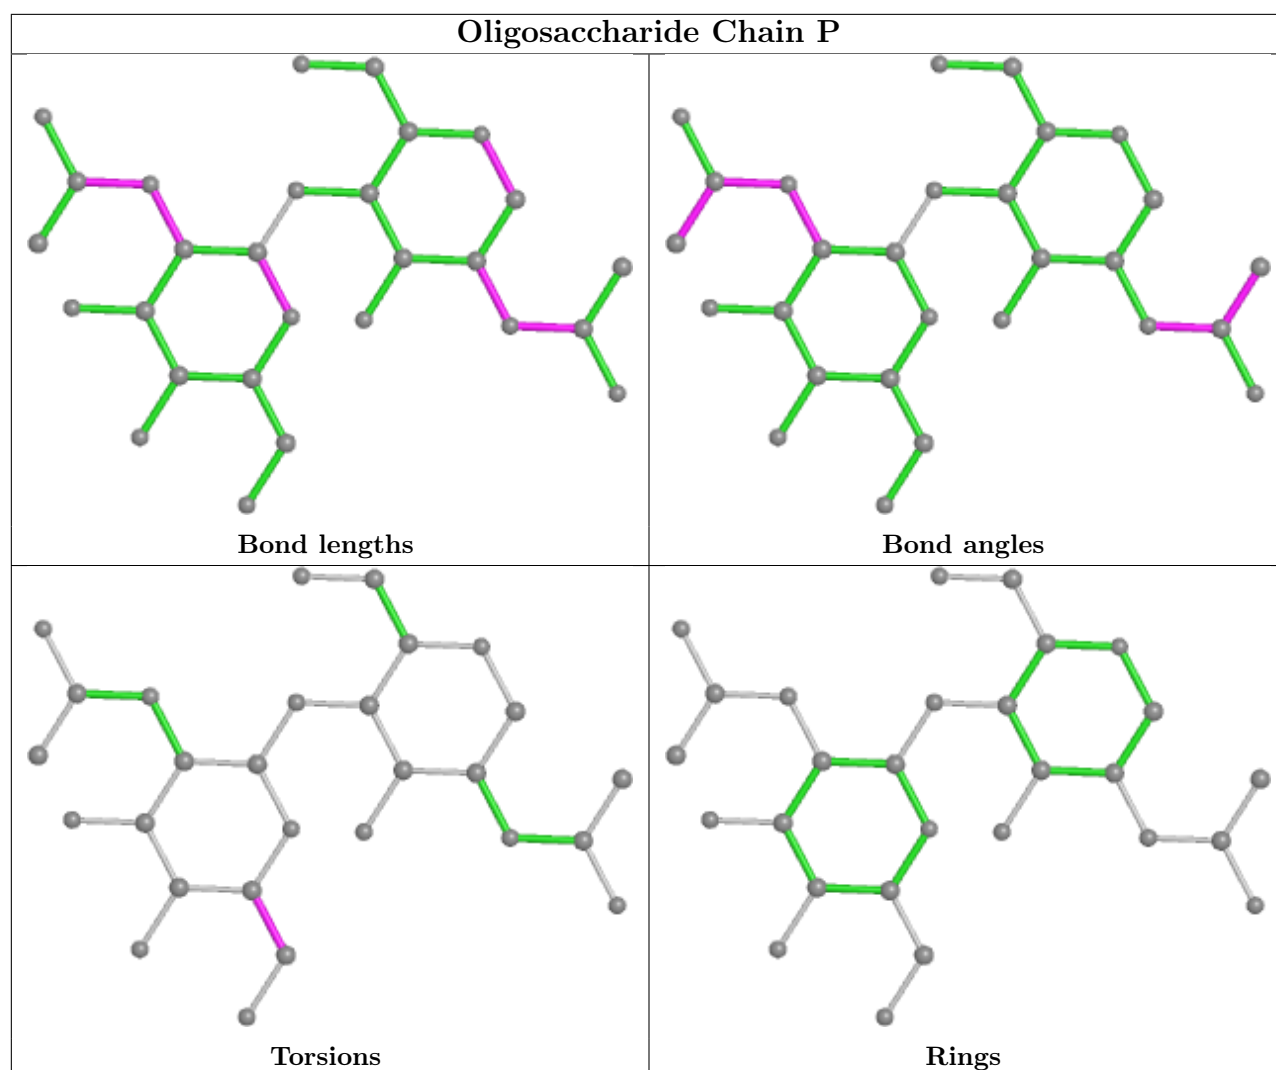 Oligosaccharide Chain P
Bond lengths
Bond angles
Torsions
Rings